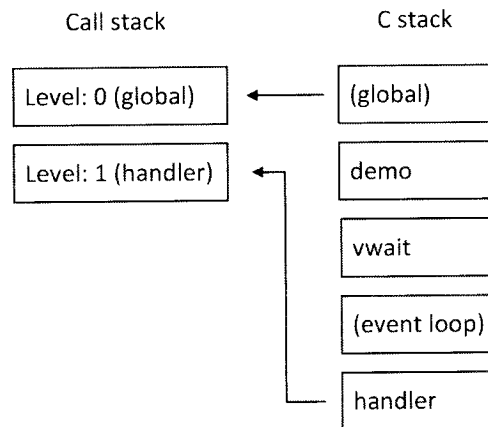 Call stack
C stack
Level: 0 (global)
(global)
Level: 1 (handler)
demo
vwait
(event loop)
handler